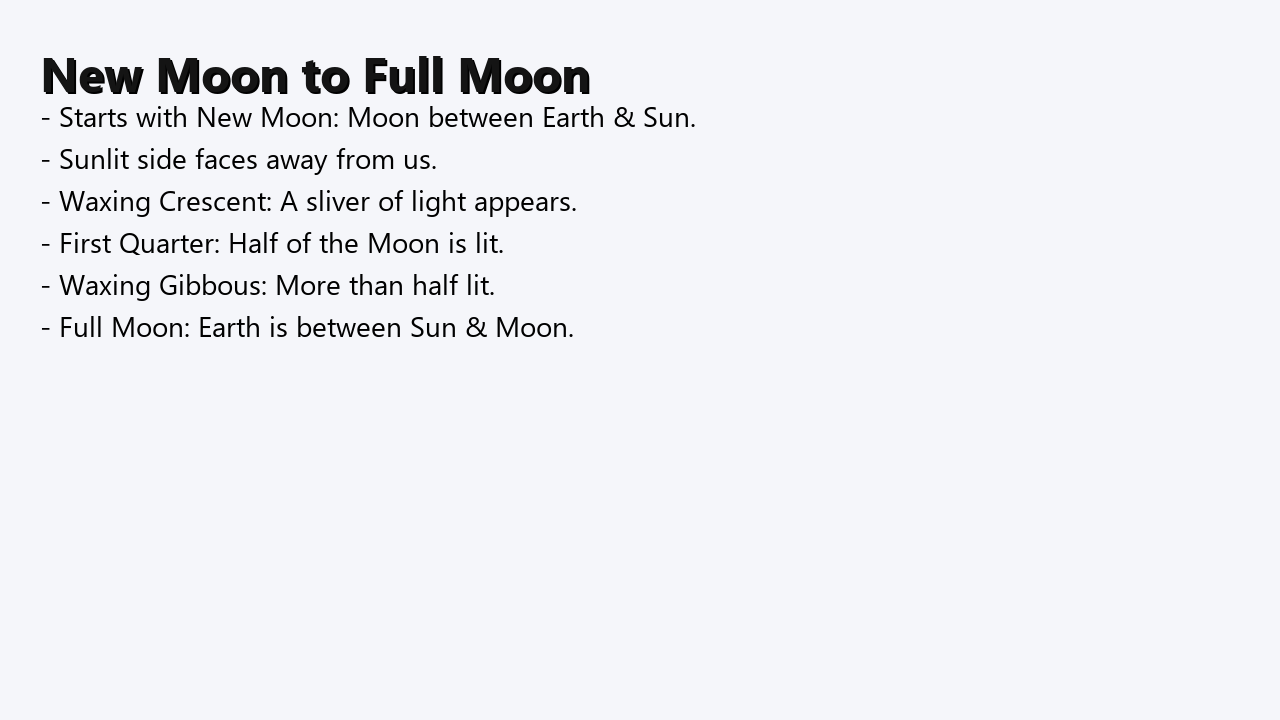 New Moon to Full Moon
- Starts with New Moon: Moon between Earth & Sun.
- Sunlit side faces away from us.
- Waxing Crescent: A sliver of light appears.
- First Quarter: Half of the Moon is lit.
- Waxing Gibbous: More than half lit.
- Full Moon: Earth is between Sun & Moon.